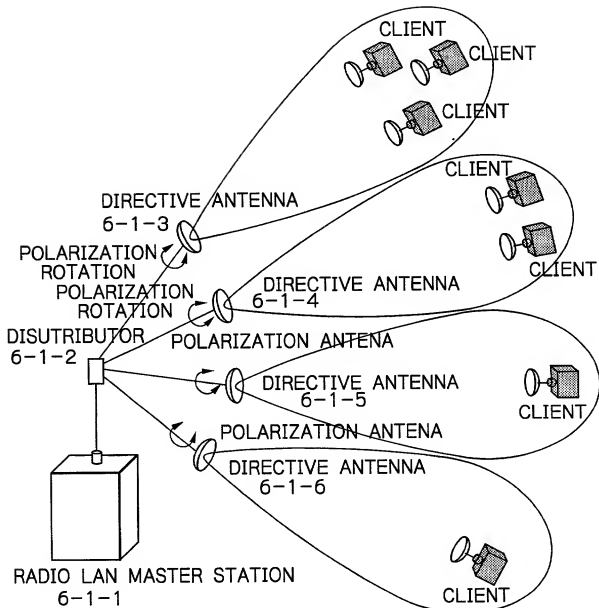 CLIENT
CLIENT
CLIENT
CLIENT
DIRECTIVE ANTENNA
6-1-3
POLARIZATION
ROTATION
POLARIZATION
ROTATION
DIRECTIVE ANTENNA
6-1-4
CLIENT
DISUTRIBUTOR
6-1-2
POLARIZATION ANTENA
DIRECTIVE ANTENNA
6-1-5
CLIENT
POLARIZATION ANTENA
DIRECTIVE ANTENNA
6-1-6
RADIO LAN MASTER STATION
6-1-1
CLIENT